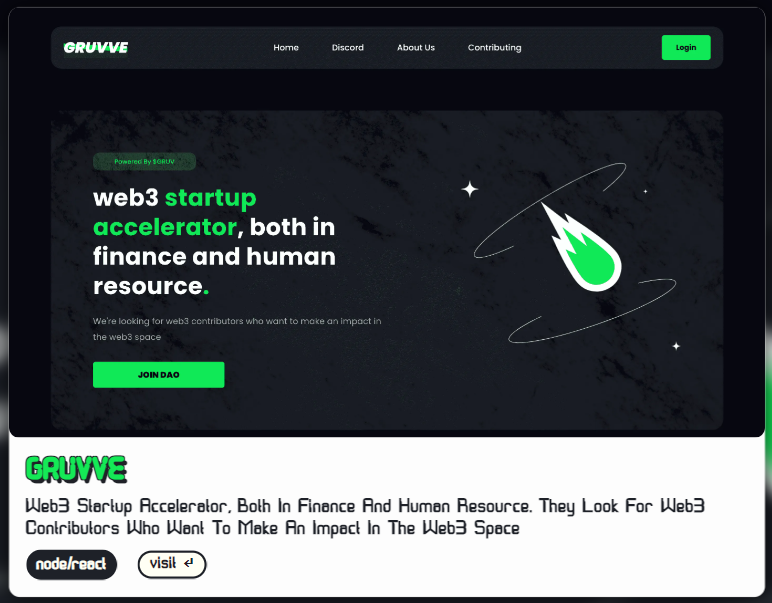 GRUVVE
Home Discord About Us Contributing Login
Powered By $GRUV
web3 startup
accelerator, both in
finance and human
resource.
We're looking for web3 contributors who want to make an impact in
the web3 space
JOIN DAO
GRUVVE
Web3 Startup Accelerator, Both In Finance And Human Resource. They Look For Web3
Contributors Who Want To Make An Impact In The Web3 Space
node/react visit ↵